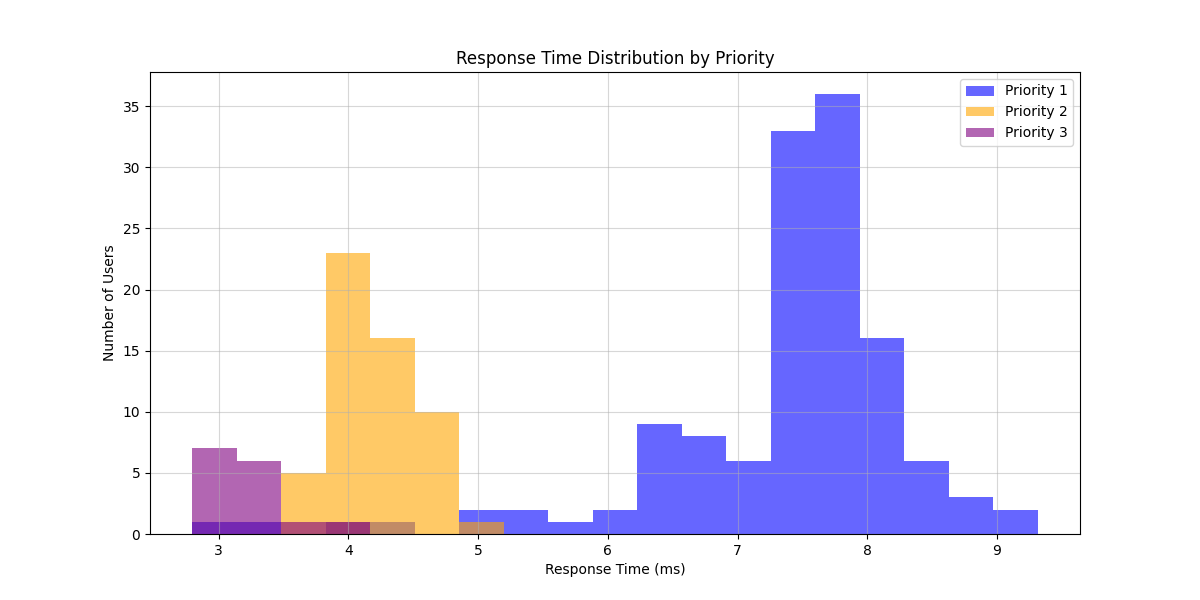 Response Time Distribution by Priority
Priority 1
Priority 2
Priority 3
Number of Users
35
30
25
20
15
10
5
0
3 4 5 6 7 8 9
Response Time (ms)